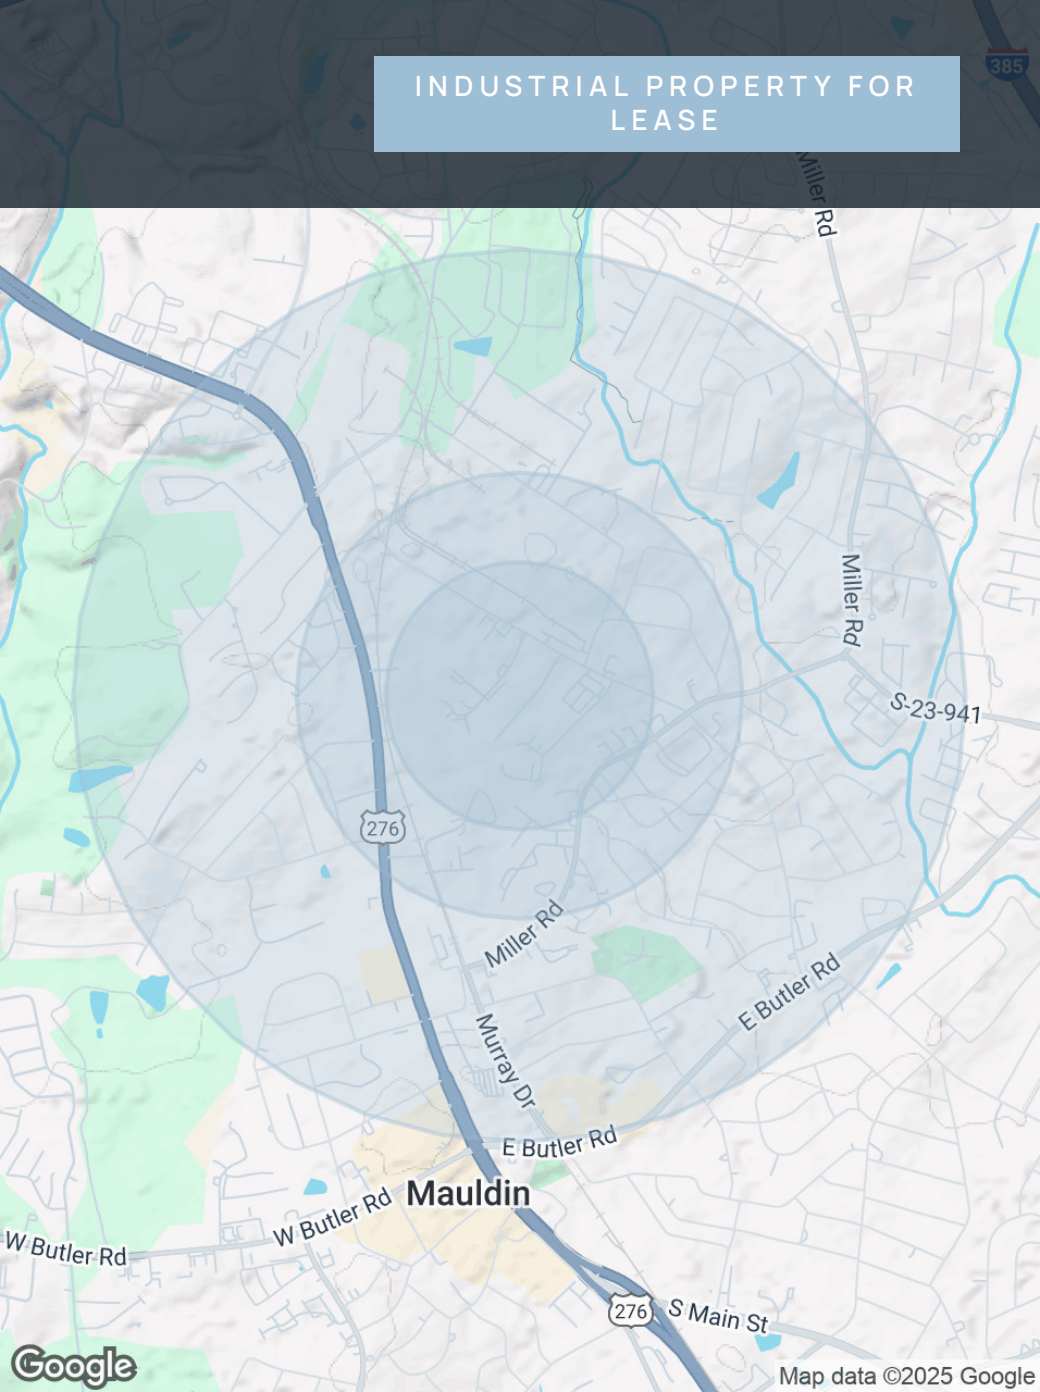 385
INDUSTRIAL PROPERTY FOR
LEASE
Miller Rd
Miller Rd
S-23-941
276
Miller Rd
E Butler Rd
Murray Dr
E Butler Rd
Mauldin
W Butler Rd
W Butler Rd
276
S Main St
Google
Map data ©2025 Google